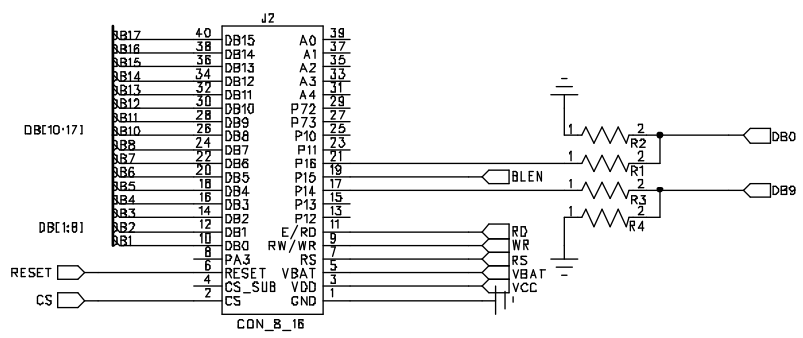 J2
DB17 40 DB15 A0 39
DB16 38 DB14 A1 37
DB15 36 DB13 A2 35
DB14 34 DB12 A3 33
DB13 32 DB11 A4 31
DB12 30 DB10 P72 29
DB11 28 DB9 P73 27
DB10 26 DB8 P10 25
DB8 24 DB7 P11 23
DB7 22 DB6 P16 21
DB6 20 DB5 P15 19 BLEN
DB5 18 DB4 P14 17
DB4 16 DB3 P13 15
DB3 14 DB2 P12 13
DB2 12 DB1 E/RD 11 RD
DB1 10 DB0 RW/WR 9 WR
8 PA3 RS 7 RS
RESET 6 RESET VBAT 5 VBAT
4 CS_SUB VDD 3 VCC
CS 2 CS GND 1
CON_8_16
DB[10-17]
DB[1:8]
1 R2 2 DB0
1 R1 2
1 R3 2 DB9
1 R4 2